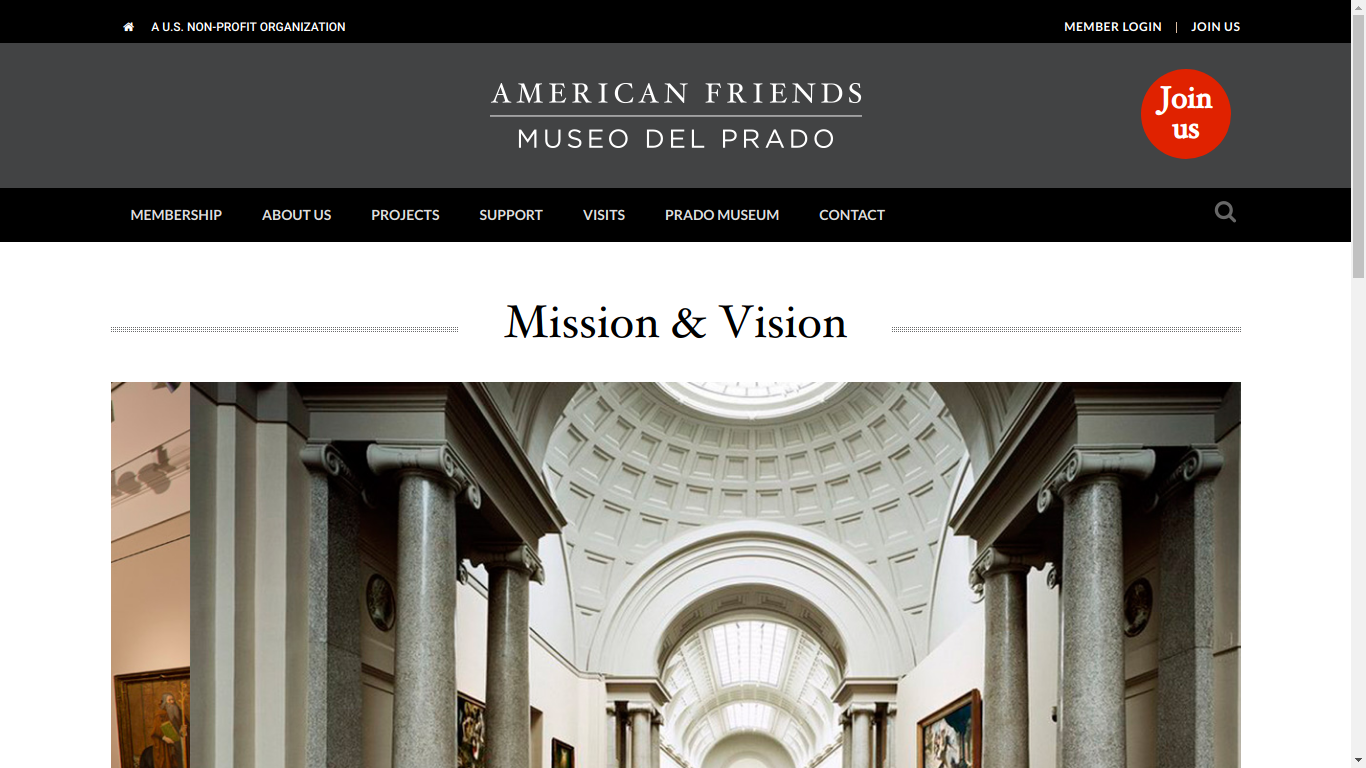 A U.S. NON-PROFIT ORGANIZATION
MEMBER LOGIN | JOIN US
AMERICAN FRIENDS
MUSEO DEL PRADO
Join
us
MEMBERSHIP ABOUT US PROJECTS SUPPORT VISITS PRADO MUSEUM CONTACT
Mission & Vision